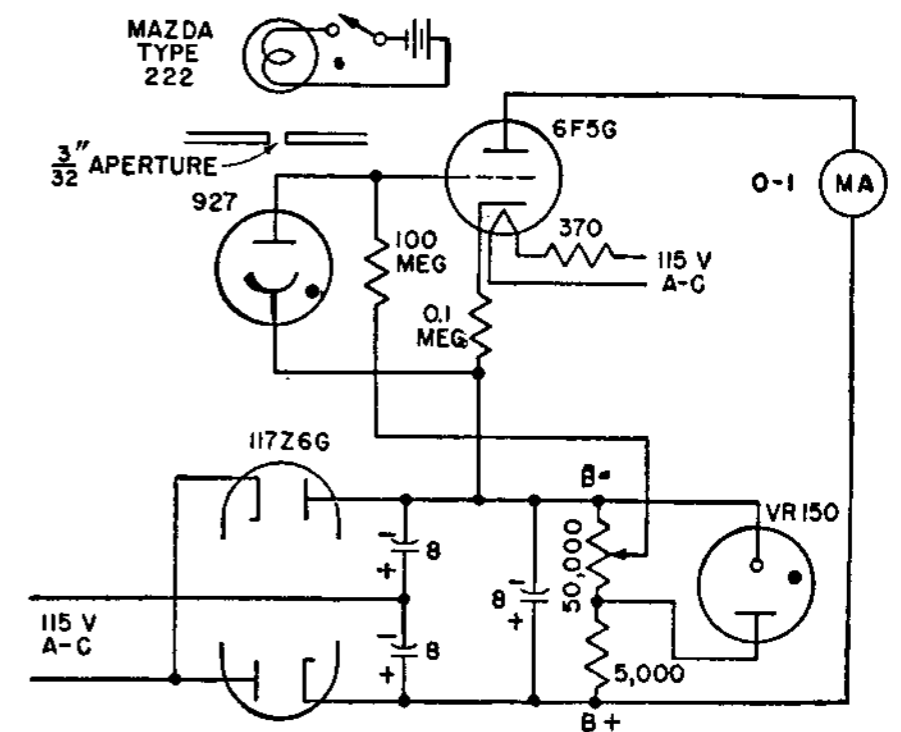 MAZDA
TYPE
222
3/32" APERTURE
927
6F5G
0-1
MA
100
MEG
370
115 V
A-C
0.1
MEG
117Z6G
B-
VR150
- 8 +
50,000
8 - +
115 V
A-C
- 8 +
5,000
B+